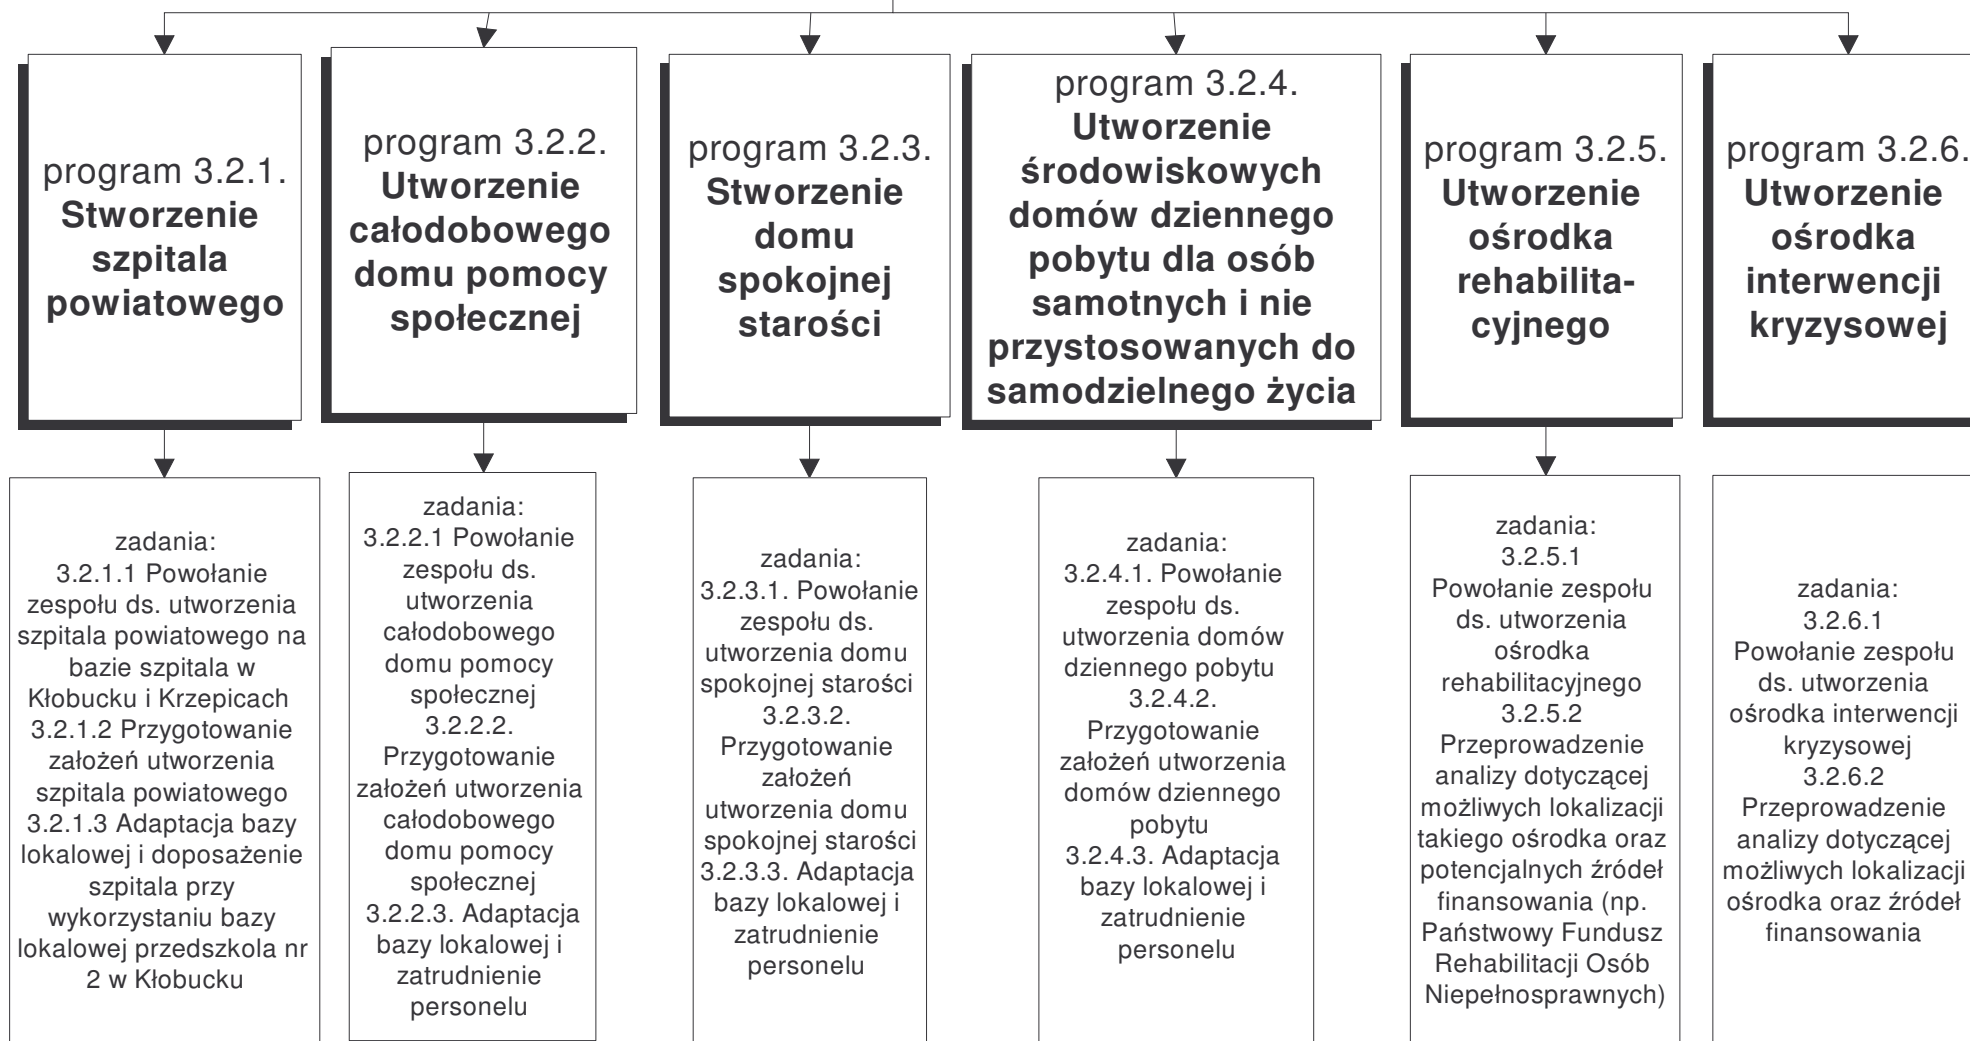 program 3.2.1.
Stworzenie
szpitala
powiatowego
program 3.2.2.
Utworzenie
całodobowego
domu pomocy
społecznej
program 3.2.3.
Stworzenie
domu
spokojnej
starości
program 3.2.4.
Utworzenie
środowiskowych
domów dziennego
pobytu dla osób
samotnych i nie
przystosowanych do
samodzielnego życia
program 3.2.5.
Utworzenie
ośrodka
rehabilita-
cyjnego
program 3.2.6.
Utworzenie
ośrodka
interwencji
kryzysowej
zadania:
3.2.1.1 Powołanie
zespołu ds. utworzenia
szpitala powiatowego na
bazie szpitala w
Kłobucku i Krzepicach
3.2.1.2 Przygotowanie
założeń utworzenia
szpitala powiatowego
3.2.1.3 Adaptacja bazy
lokalowej i doposażenie
szpitala przy
wykorzystaniu bazy
lokalowej przedszkola nr
2 w Kłobucku
zadania:
3.2.2.1 Powołanie
zespołu ds.
utworzenia
całodobowego
domu pomocy
społecznej
3.2.2.2.
Przygotowanie
założeń utworzenia
całodobowego
domu pomocy
społecznej
3.2.2.3. Adaptacja
bazy lokalowej i
zatrudnienie
personelu
zadania:
3.2.3.1. Powołanie
zespołu ds.
utworzenia domu
spokojnej starości
3.2.3.2.
Przygotowanie
założeń
utworzenia domu
spokojnej starości
3.2.3.3. Adaptacja
bazy lokalowej i
zatrudnienie
personelu
zadania:
3.2.4.1. Powołanie
zespołu ds.
utworzenia domów
dziennego pobytu
3.2.4.2.
Przygotowanie
założeń utworzenia
domów dziennego
pobytu
3.2.4.3. Adaptacja
bazy lokalowej i
zatrudnienie
personelu
zadania:
3.2.5.1
Powołanie zespołu
ds. utworzenia
ośrodka
rehabilitacyjnego
3.2.5.2
Przeprowadzenie
analizy dotyczącej
możliwych lokalizacji
takiego ośrodka oraz
potencjalnych źródeł
finansowania (np.
Państwowy Fundusz
Rehabilitacji Osób
Niepełnosprawnych)
zadania:
3.2.6.1
Powołanie zespołu
ds. utworzenia
ośrodka interwencji
kryzysowej
3.2.6.2
Przeprowadzenie
analizy dotyczącej
możliwych lokalizacji
ośrodka oraz źródeł
finansowania